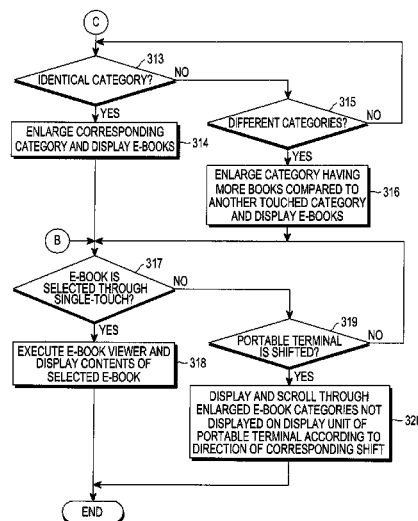 C
313
IDENTICAL CATEGORY?
NO
YES
315
DIFFERENT CATEGORIES?
NO
YES
ENLARGE CORRESPONDING
CATEGORY AND DISPLAY E-BOOKS
314
ENLARGE CATEGORY HAVING
MORE BOOKS COMPARED TO
ANOTHER TOUCHED CATEGORY
AND DISPLAY E-BOOKS
316
B
317
E-BOOK IS
SELECTED THROUGH
SINGLE-TOUCH?
NO
YES
319
PORTABLE TERMINAL
IS SHIFTED?
NO
YES
EXECUTE E-BOOK VIEWER AND
DISPLAY CONTENTS OF
SELECTED E-BOOK
318
DISPLAY AND SCROLL THROUGH
ENLARGED E-BOOK CATEGORIES NOT
DISPLAYED ON DISPLAY UNIT OF
PORTABLE TERMINAL ACCORDING TO
DIRECTION OF CORRESPONDING SHIFT
END